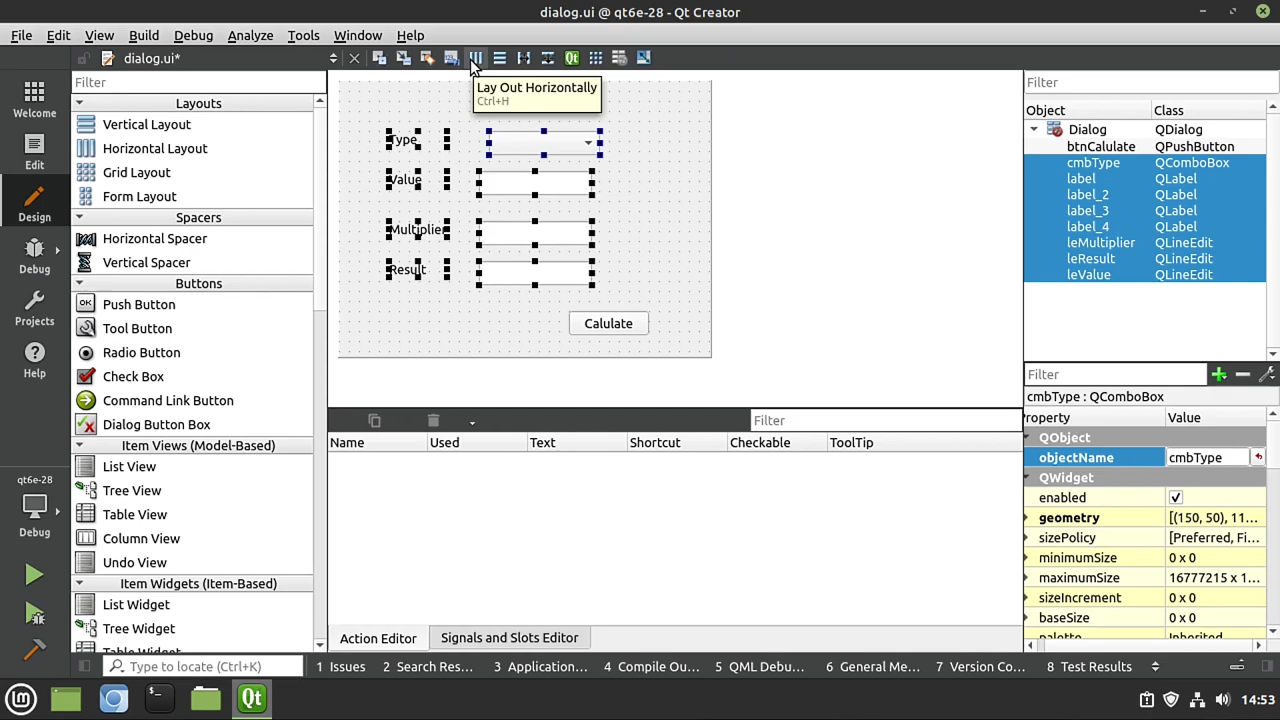 dialog.ui @ qt6e-28 - Qt Creator
File Edit View Build Debug Analyze Tools Window Help
dialog.ui*
Filter
Lay Out Horizontally
Ctrl+H
Welcome
Edit
Design
Debug
Projects
Help
qt6e-28
Debug
Layouts
Vertical Layout
Horizontal Layout
Grid Layout
Form Layout
Spacers
Horizontal Spacer
Vertical Spacer
Buttons
Push Button
Tool Button
Radio Button
Check Box
Command Link Button
Dialog Button Box
Item Views (Model-Based)
List View
Tree View
Table View
Column View
Undo View
Item Widgets (Item-Based)
List Widget
Tree Widget
Table Widget
Type
Value
Multiplier
Result
Calulate
Filter
Name Used Text Shortcut Checkable ToolTip
Action Editor Signals and Slots Editor
Filter
Object Class
Dialog QDialog
btnCalulate QPushButton
cmbType QComboBox
label QLabel
label_2 QLabel
label_3 QLabel
label_4 QLabel
leMultiplier QLineEdit
leResult QLineEdit
leValue QLineEdit
Filter
cmbType : QComboBox
roperty Value
QObject
objectName cmbType
QWidget
enabled
geometry [(150, 50), 11...
sizePolicy [Preferred, Fi...
minimumSize 0 x 0
maximumSize 16777215 x 1...
sizeIncrement 0 x 0
baseSize 0 x 0
palette Inherited
Type to locate (Ctrl+K)
1 Issues 2 Search Res... 3 Application... 4 Compile Ou... 5 QML Debu... 6 General Me... 7 Version Co... 8 Test Results
14:53